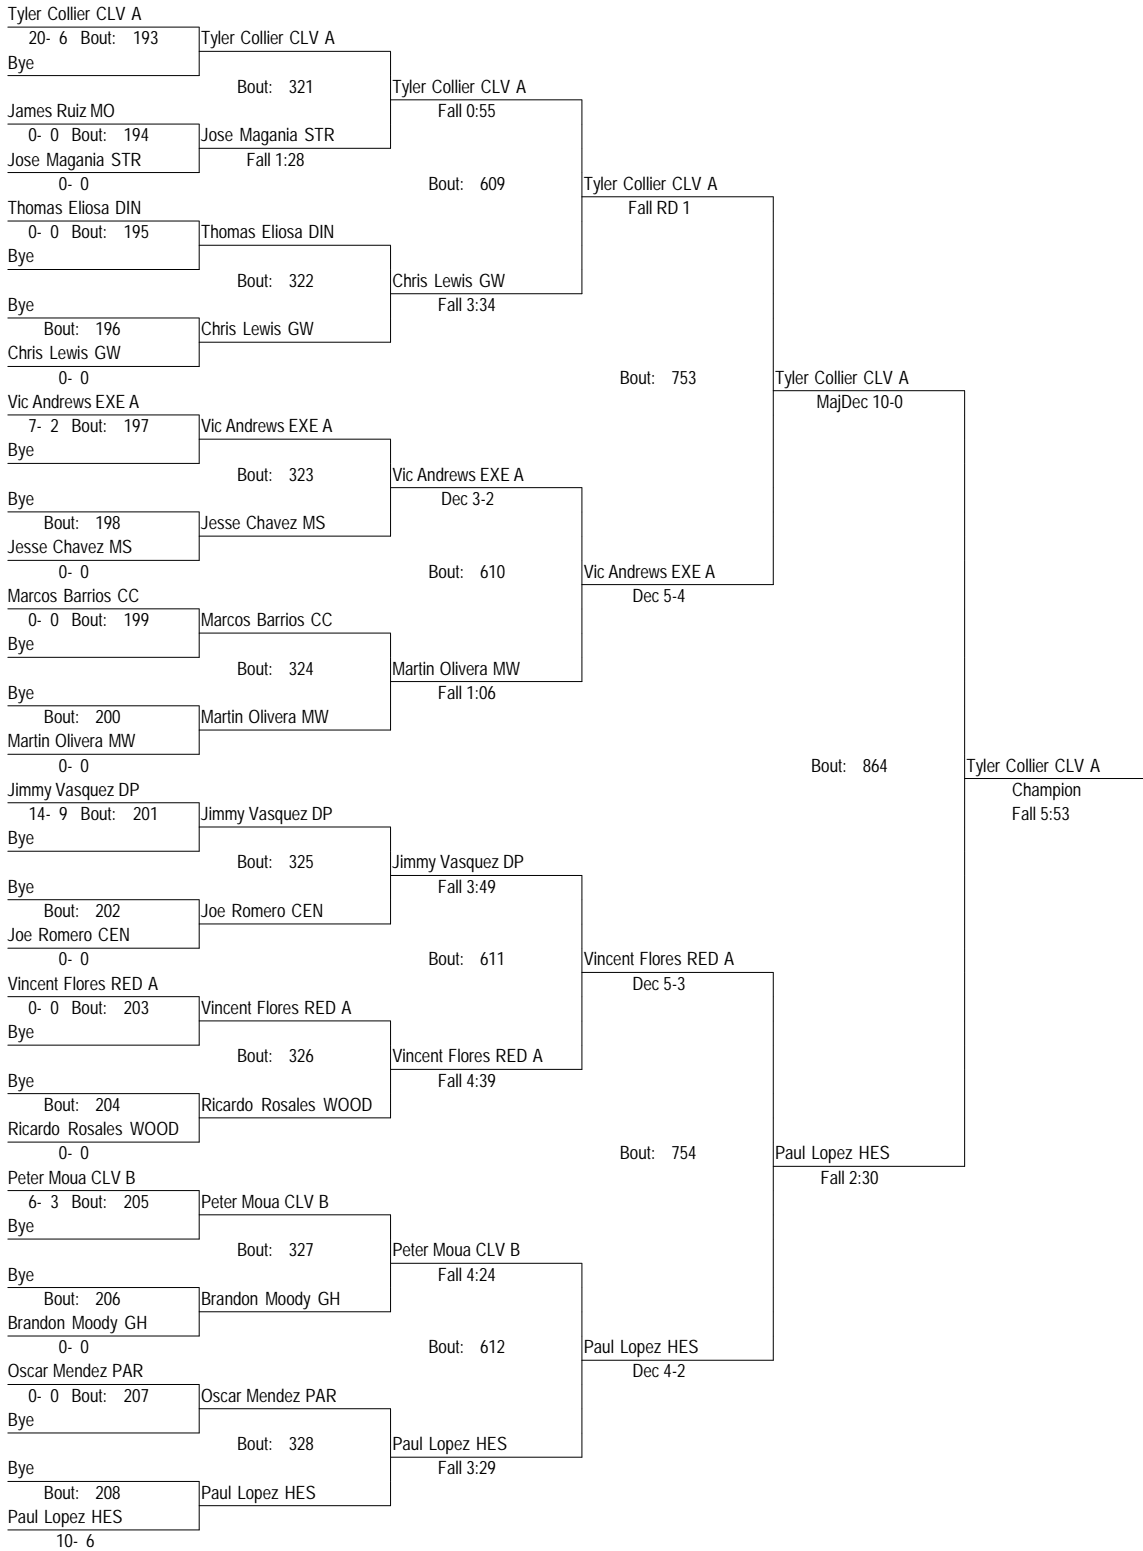 Tyler Collier CLV A
20- 6 Bout: 193
Tyler Collier CLV A
Bye
Bout: 321
Tyler Collier CLV A
James Ruiz MO
Fall 0:55
0- 0 Bout: 194
Jose Magania STR
Jose Magania STR
Fall 1:28
0- 0
Bout: 609
Tyler Collier CLV A
Thomas Eliosa DIN
Fall RD 1
0- 0 Bout: 195
Thomas Eliosa DIN
Bye
Bout: 322
Chris Lewis GW
Bye
Fall 3:34
Bout: 196
Chris Lewis GW
Chris Lewis GW
0- 0
Bout: 753
Tyler Collier CLV A
Vic Andrews EXE A
MajDec 10-0
7- 2 Bout: 197
Vic Andrews EXE A
Bye
Bout: 323
Vic Andrews EXE A
Bye
Dec 3-2
Bout: 198
Jesse Chavez MS
Jesse Chavez MS
0- 0
Bout: 610
Vic Andrews EXE A
Marcos Barrios CC
Dec 5-4
0- 0 Bout: 199
Marcos Barrios CC
Bye
Bout: 324
Martin Olivera MW
Bye
Fall 1:06
Bout: 200
Martin Olivera MW
Martin Olivera MW
0- 0
Bout: 864
Tyler Collier CLV A
Jimmy Vasquez DP
Champion
14- 9 Bout: 201
Jimmy Vasquez DP
Fall 5:53
Bye
Bout: 325
Jimmy Vasquez DP
Bye
Fall 3:49
Bout: 202
Joe Romero CEN
Joe Romero CEN
0- 0
Bout: 611
Vincent Flores RED A
Vincent Flores RED A
Dec 5-3
0- 0 Bout: 203
Vincent Flores RED A
Bye
Bout: 326
Vincent Flores RED A
Bye
Fall 4:39
Bout: 204
Ricardo Rosales WOOD
Ricardo Rosales WOOD
0- 0
Bout: 754
Paul Lopez HES
Peter Moua CLV B
Fall 2:30
6- 3 Bout: 205
Peter Moua CLV B
Bye
Bout: 327
Peter Moua CLV B
Bye
Fall 4:24
Bout: 206
Brandon Moody GH
Brandon Moody GH
0- 0
Bout: 612
Paul Lopez HES
Oscar Mendez PAR
Dec 4-2
0- 0 Bout: 207
Oscar Mendez PAR
Bye
Bout: 328
Paul Lopez HES
Bye
Fall 3:29
Bout: 208
Paul Lopez HES
Paul Lopez HES
10- 6